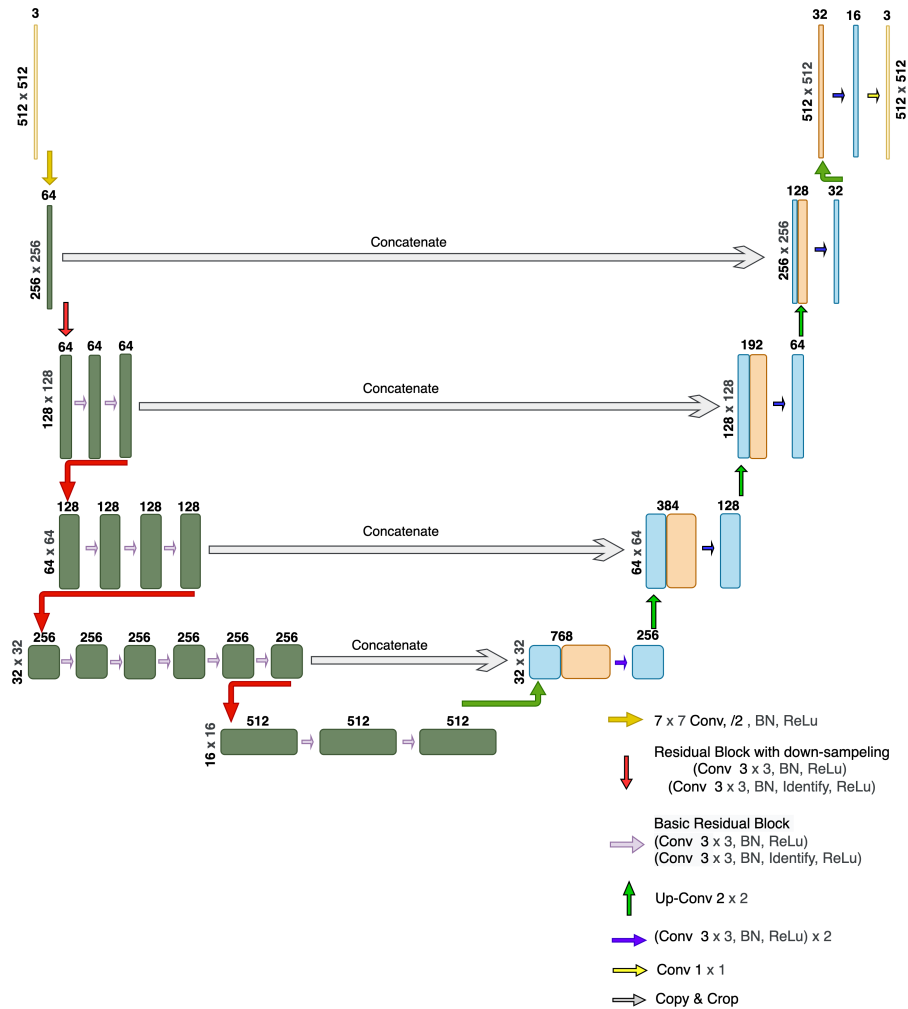 3
512 x 512
64
256 x 256
Concatenate
64
64
64
128 x 128
Concatenate
128
128
128
128
64 x 64
Concatenate
256
256
256
256
256
256
32 x 32
Concatenate
512
512
512
16 x 16
768
256
32 x 32
384
128
64 x 64
192
64
128 x 128
128
32
256 x 256
32
16
3
512 x 512
512 x 512
7 x 7 Conv, /2 , BN, ReLu
Residual Block with down-sampling
(Conv 3 x 3, BN, ReLu)
(Conv 3 x 3, BN, Identify, ReLu)
Basic Residual Block
(Conv 3 x 3, BN, ReLu)
(Conv 3 x 3, BN, Identify, ReLu)
Up-Conv 2 x 2
(Conv 3 x 3, BN, ReLu) x 2
Conv 1 x 1
Copy & Crop